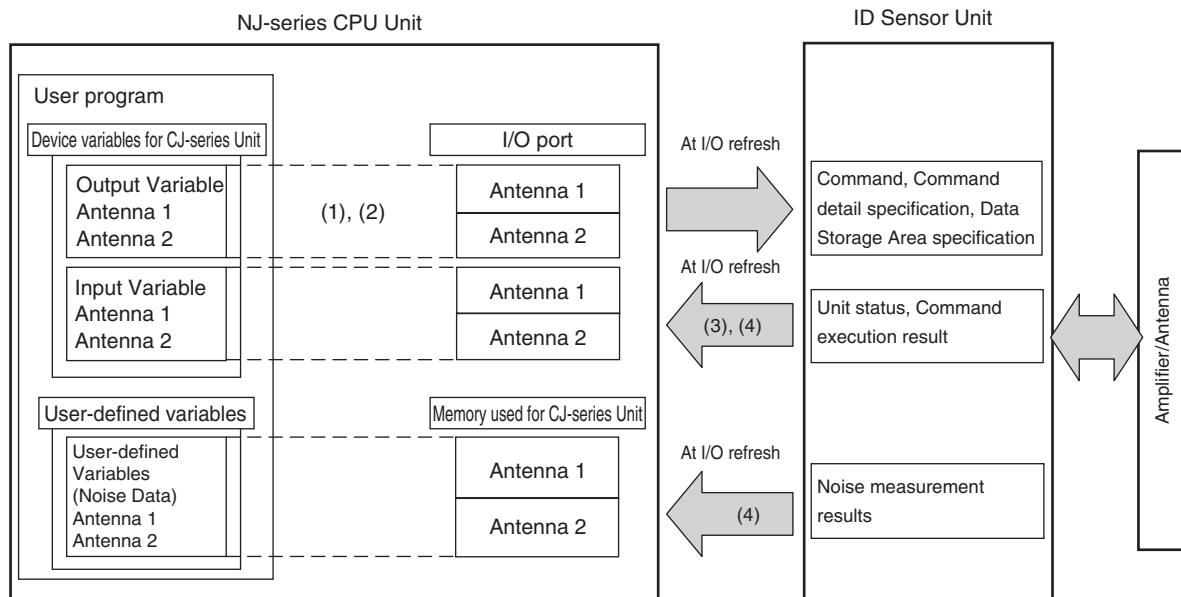 NJ-series CPU Unit
ID Sensor Unit
User program
Device variables for CJ-series Unit
I/O port
At I/O refresh
Output Variable
Antenna 1
Antenna 2
(1), (2)
Antenna 1
Antenna 2
Command, Command
detail specification, Data
Storage Area specification
At I/O refresh
Input Variable
Antenna 1
Antenna 2
Antenna 1
Antenna 2
(3), (4)
Unit status, Command
execution result
Amplifier/Antenna
User-defined variables
Memory used for CJ-series Unit
At I/O refresh
User-defined
Variables
(Noise Data)
Antenna 1
Antenna 2
Antenna 1
Antenna 2
(4)
Noise measurement
results